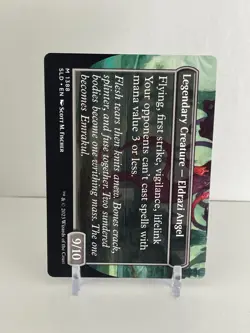 Legendary Creature — Eldrazi Angel
Flying, first strike, vigilance, lifelink
Your opponents can't cast spells with
mana value 3 or less.
Flesh tears then knits anew. Bones crack,
splinter, and fuse together. Two sundered
bodies become one writhing mass. The one
becomes Emrakul.
9/10
M 1388
SLD • EN Scott M. Fischer
™ & © 2023 Wizards of the Coast